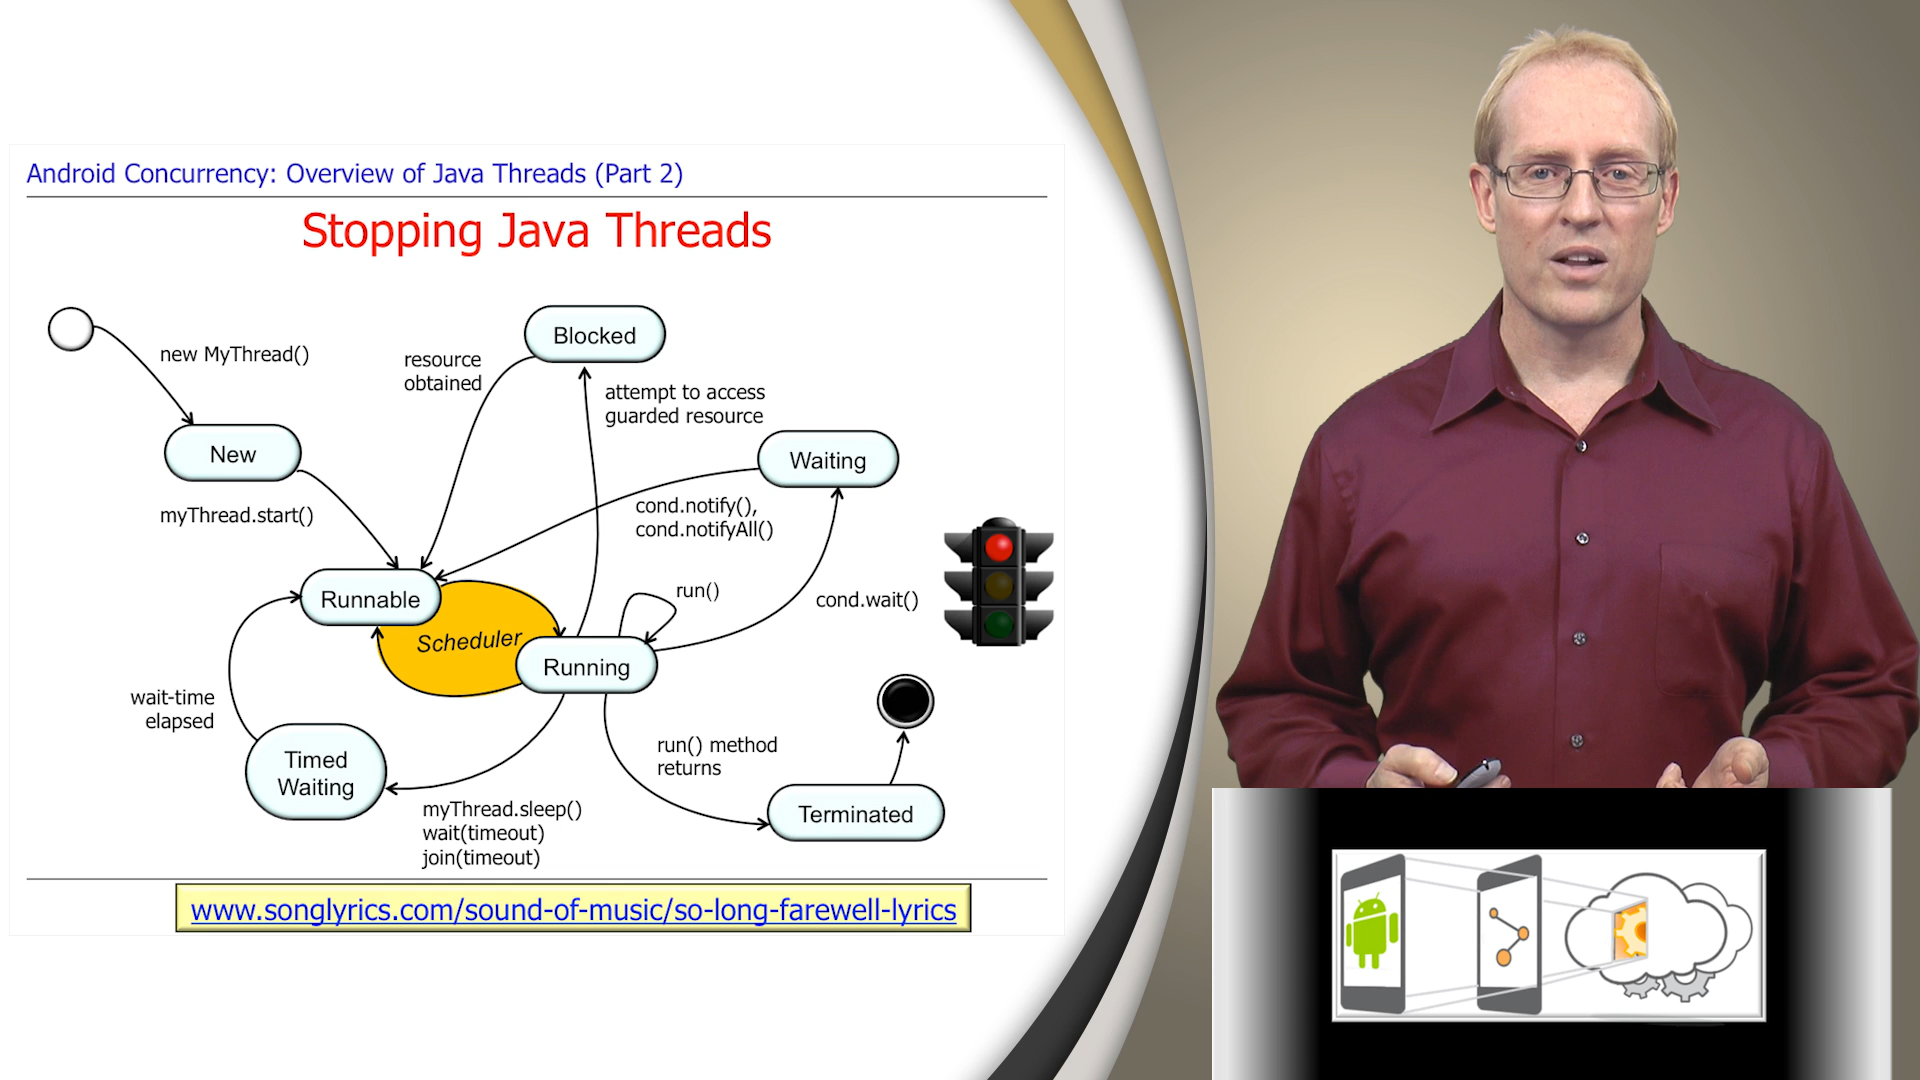 Android Concurrency: Overview of Java Threads (Part 2)
Stopping Java Threads
new MyThread()
New
myThread.start()
resource
obtained
Blocked
attempt to access
guarded resource
Waiting
cond.notify(),
cond.notifyAll()
Runnable
Scheduler
run()
Running
cond.wait()
wait-time
elapsed
Timed
Waiting
myThread.sleep()
wait(timeout)
join(timeout)
run() method
returns
Terminated
www.songlyrics.com/sound-of-music/so-long-farewell-lyrics